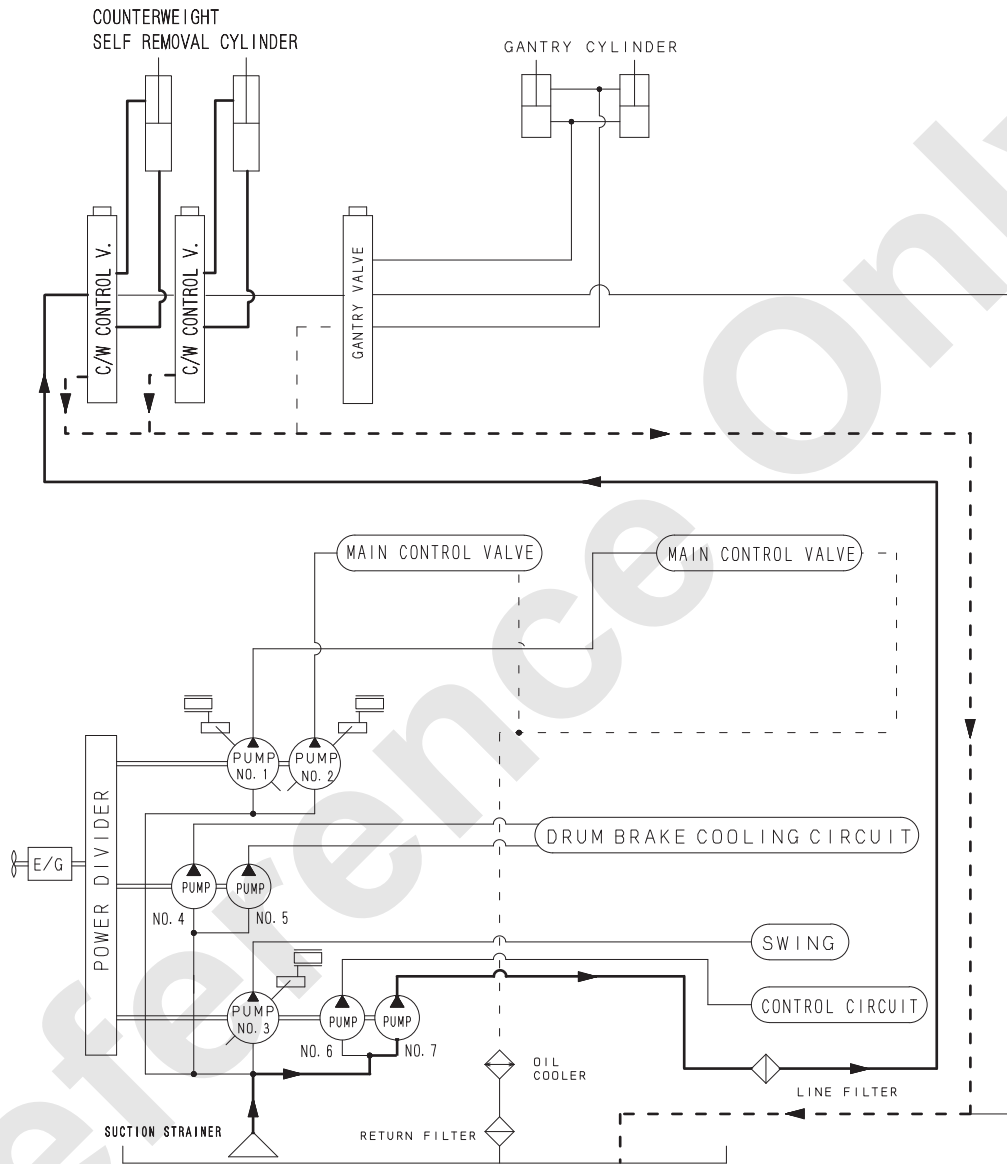 COUNTERWEIGHT
SELF REMOVAL CYLINDER
GANTRY CYLINDER
C/W CONTROL V.
C/W CONTROL V.
GANTRY VALVE
MAIN CONTROL VALVE
MAIN CONTROL VALVE
PUMP
NO. 1
PUMP
NO. 2
POWER DIVIDER
E/G
DRUM BRAKE COOLING CIRCUIT
PUMP
NO. 4
PUMP
NO. 5
SWING
PUMP
NO. 3
PUMP
NO. 6
PUMP
NO. 7
CONTROL CIRCUIT
OIL
COOLER
LINE FILTER
SUCTION STRAINER
RETURN FILTER
Reference Only